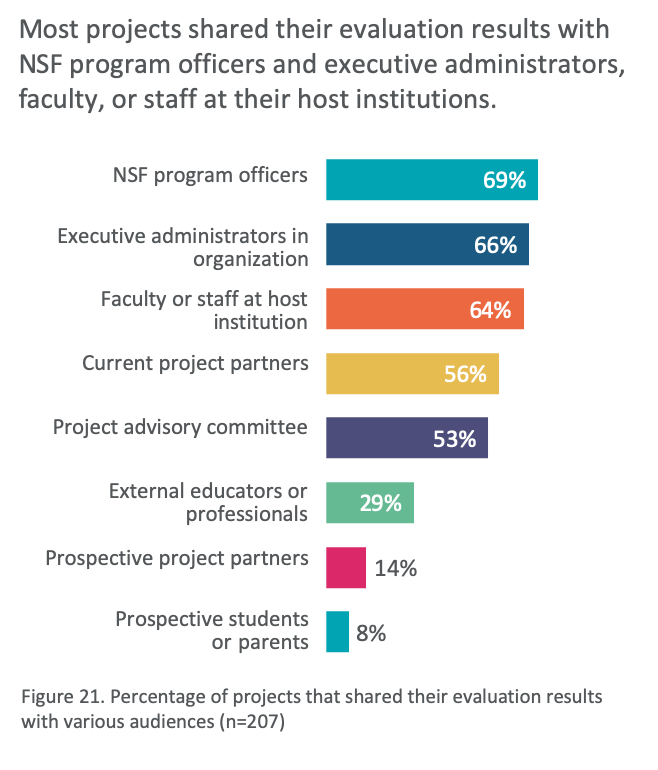 Most projects shared their evaluation results with
NSF program officers and executive administrators,
faculty, or staff at their host institutions.
NSF program officers
69%
Executive administrators in
organization
66%
Faculty or staff at host
institution
64%
Current project partners
56%
Project advisory committee
53%
External educators or
professionals
29%
Prospective project partners
14%
Prospective students
or parents
8%
Figure 21. Percentage of projects that shared their evaluation results
with various audiences (n=207)